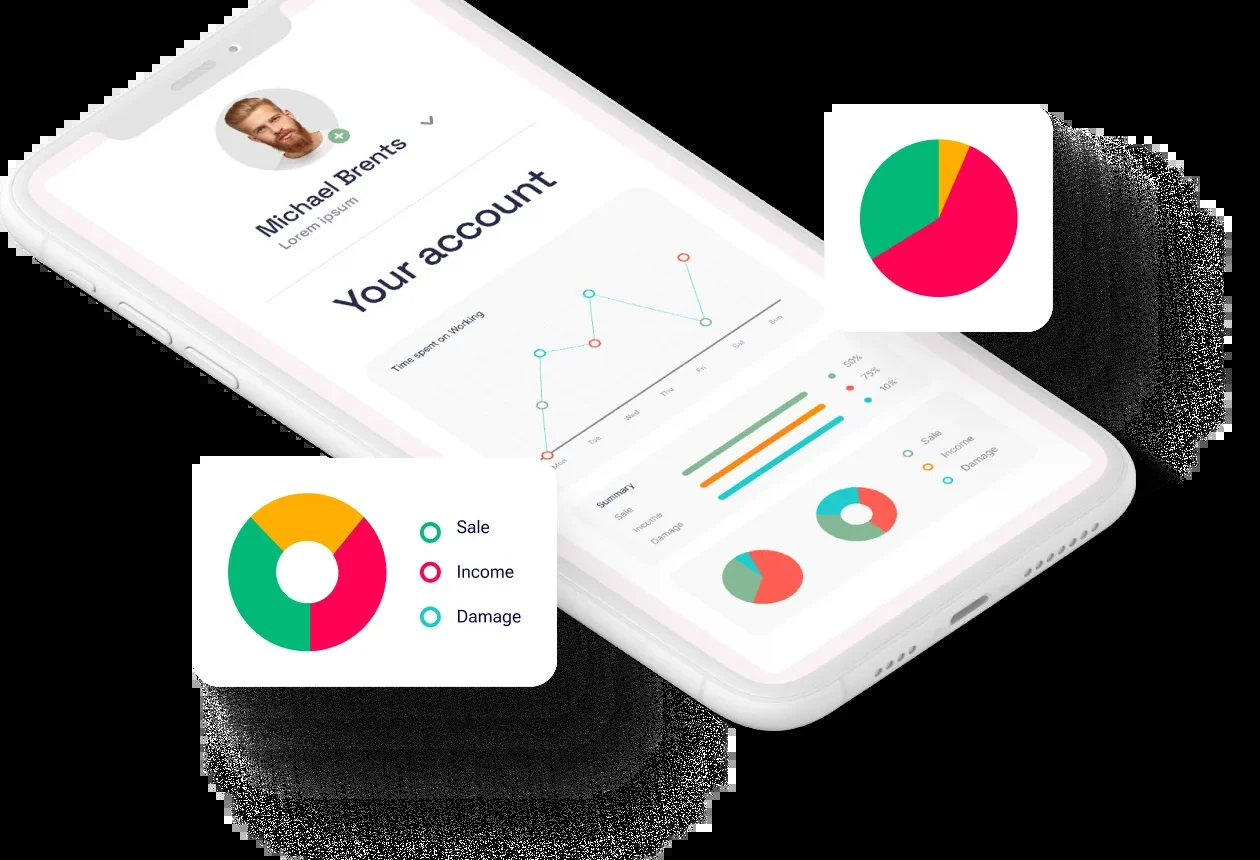 Michael Brents
Lorem ipsum
Your account
Time spent on Working
Mon
Tue
Wed
Thu
Fri
Sat
Sun
50%
75%
10%
Summary
Sale
Income
Damage
Sale
Income
Damage
Sale
Income
Damage